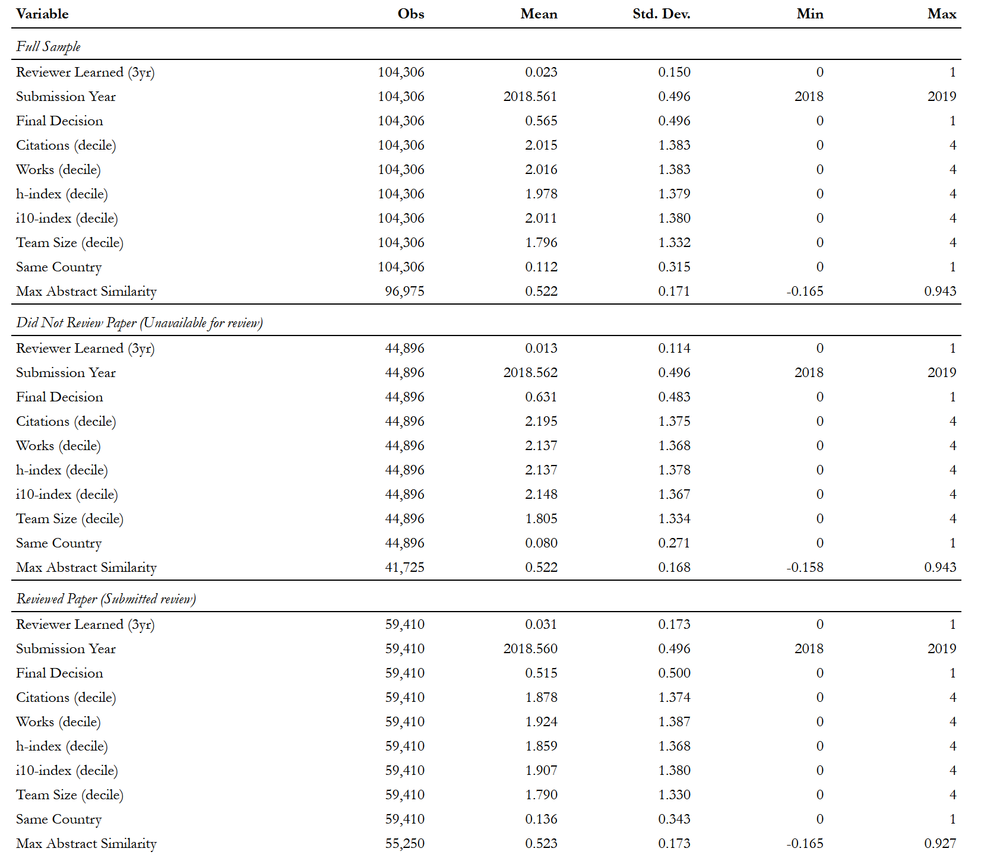 Variable Obs Mean Std. Dev. Min Max
Full Sample
Reviewer Learned (3yr) 104,306 0.023 0.150 0 1
Submission Year 104,306 2018.561 0.496 2018 2019
Final Decision 104,306 0.565 0.496 0 1
Citations (decile) 104,306 2.015 1.383 0 4
Works (decile) 104,306 2.016 1.383 0 4
h-index (decile) 104,306 1.978 1.379 0 4
i10-index (decile) 104,306 2.011 1.380 0 4
Team Size (decile) 104,306 1.796 1.332 0 4
Same Country 104,306 0.112 0.315 0 1
Max Abstract Similarity 96,975 0.522 0.171 -0.165 0.943
Did Not Review Paper (Unavailable for review)
Reviewer Learned (3yr) 44,896 0.013 0.114 0 1
Submission Year 44,896 2018.562 0.496 2018 2019
Final Decision 44,896 0.631 0.483 0 1
Citations (decile) 44,896 2.195 1.375 0 4
Works (decile) 44,896 2.137 1.368 0 4
h-index (decile) 44,896 2.137 1.378 0 4
i10-index (decile) 44,896 2.148 1.367 0 4
Team Size (decile) 44,896 1.805 1.334 0 4
Same Country 44,896 0.080 0.271 0 1
Max Abstract Similarity 41,725 0.522 0.168 -0.158 0.943
Reviewed Paper (Submitted review)
Reviewer Learned (3yr) 59,410 0.031 0.173 0 1
Submission Year 59,410 2018.560 0.496 2018 2019
Final Decision 59,410 0.515 0.500 0 1
Citations (decile) 59,410 1.878 1.374 0 4
Works (decile) 59,410 1.924 1.387 0 4
h-index (decile) 59,410 1.859 1.368 0 4
i10-index (decile) 59,410 1.907 1.380 0 4
Team Size (decile) 59,410 1.790 1.330 0 4
Same Country 59,410 0.136 0.343 0 1
Max Abstract Similarity 55,250 0.523 0.173 -0.165 0.927